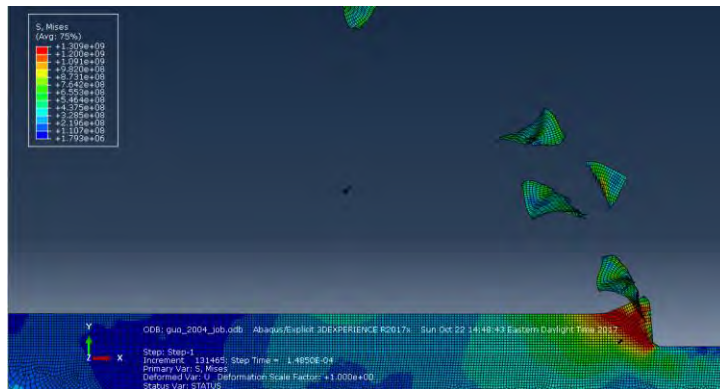 S, Mises
(Avg: 75%)
+1.309e+09
+1.200e+09
+1.091e+09
+9.820e+08
+8.731e+08
+7.642e+08
+6.553e+08
+5.464e+08
+4.375e+08
+3.285e+08
+2.196e+08
+1.107e+08
+1.793e+06
ODB: guo_2004_job.odb Abaqus/Explicit 3DEXPERIENCE R2017x Sun Oct 22 14:48:43 Eastern Daylight Time 2017
Y
Z X
Step: Step-1
Increment 131465: Step Time = 1.4850E-04
Primary Var: S, Mises
Deformed Var: U Deformation Scale Factor: +1.000e+00
Status Var: STATUS